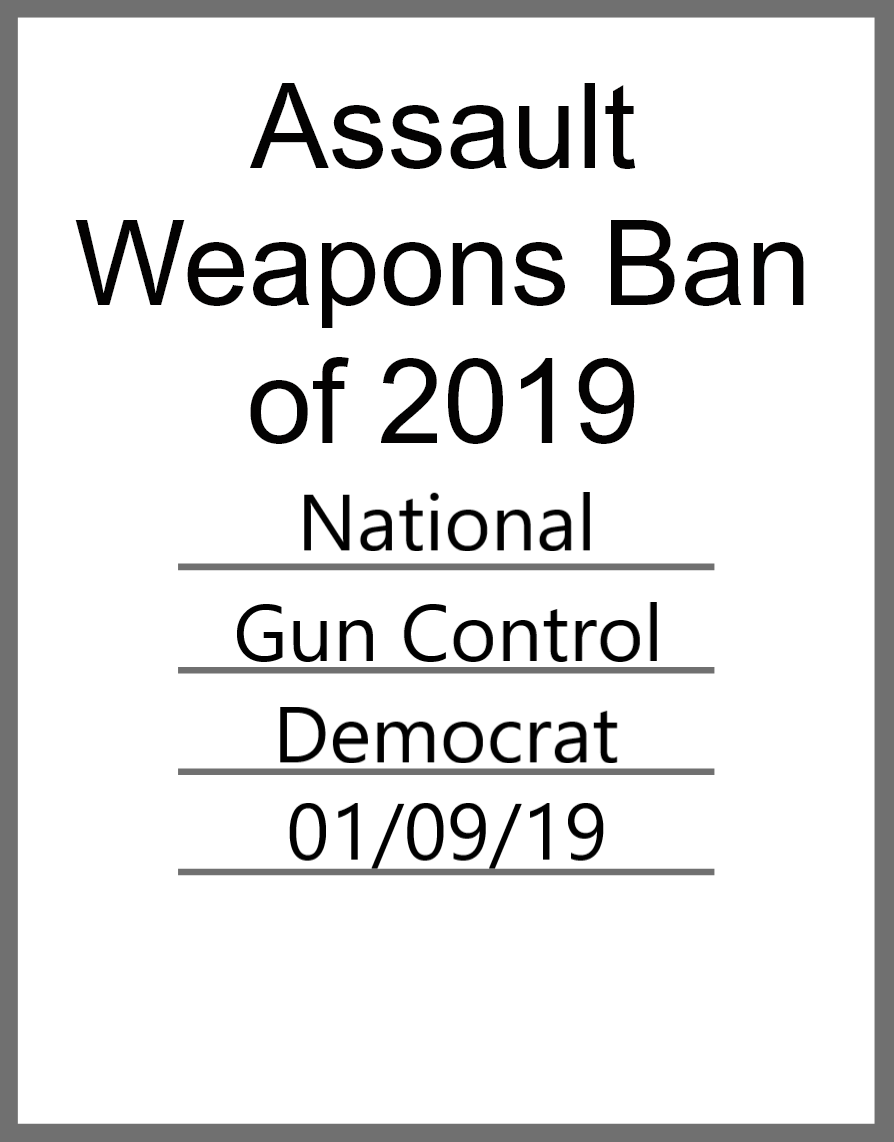 Assault
Weapons Ban
of 2019
National
Gun Control
Democrat
01/09/19